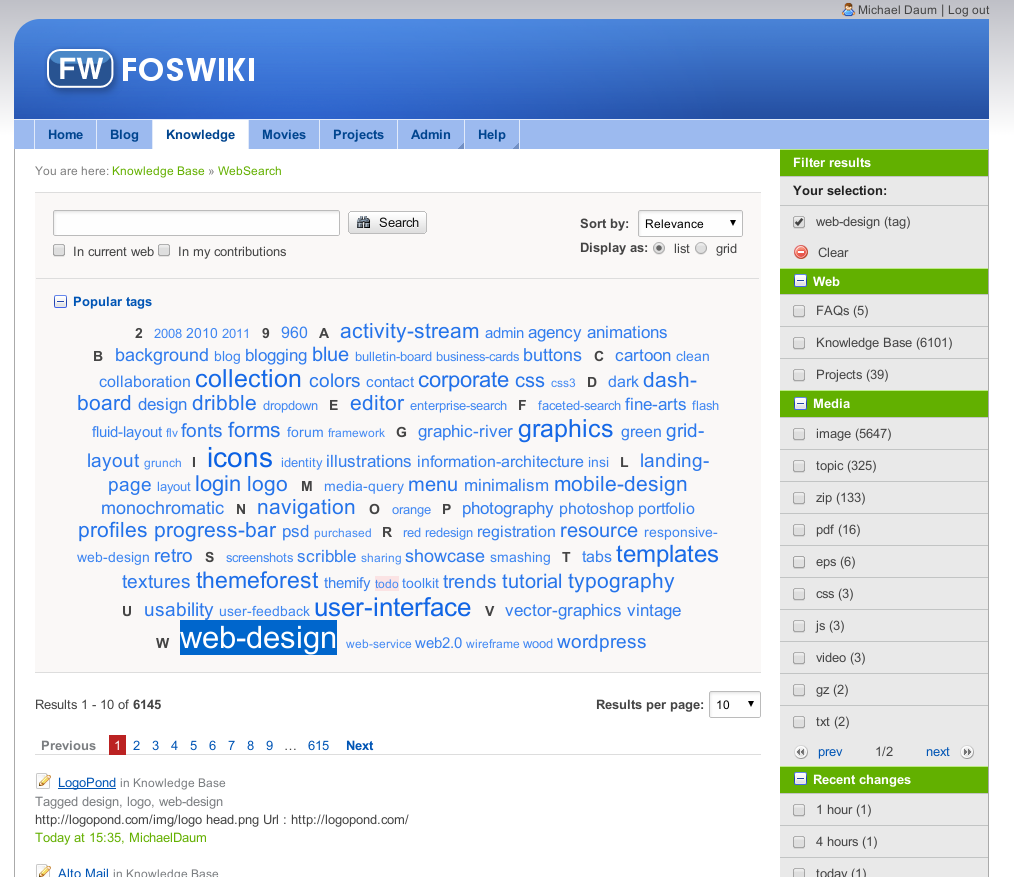 Michael Daum | Log out
FW FOSWIKI
Home Blog Knowledge Movies Projects Admin Help
You are here: Knowledge Base » WebSearch
Search
In current web In my contributions
Sort by: Relevance
Display as: list grid
Popular tags
2 2008 2010 2011 9 960 A activity-stream admin agency animations
B background blog blogging blue bulletin-board business-cards buttons C cartoon clean
collaboration collection colors contact corporate css css3 D dark dash-
board design dribble dropdown E editor enterprise-search F faceted-search fine-arts flash
fluid-layout flv fonts forms forum framework G graphic-river graphics green grid-
layout grunch I icons identity illustrations information-architecture insi L landing-
page layout login logo M media-query menu minimalism mobile-design
monochromatic N navigation O orange P photography photoshop portfolio
profiles progress-bar psd purchased R red redesign registration resource responsive-
web-design retro S screenshots scribble sharing showcase smashing T tabs templates
textures themeforest themify todo toolkit trends tutorial typography
U usability user-feedback user-interface V vector-graphics vintage
W web-design web-service web2.0 wireframe wood wordpress
Results 1 - 10 of 6145
Results per page: 10
Previous 1 2 3 4 5 6 7 8 9 … 615 Next
LogoPond in Knowledge Base
Tagged design, logo, web-design
http://logopond.com/img/logo head.png Url : http://logopond.com/
Today at 15:35, MichaelDaum
Alto Mail in Knowledge Base
Filter results
Your selection:
web-design (tag)
Clear
Web
FAQs (5)
Knowledge Base (6101)
Projects (39)
Media
image (5647)
topic (325)
zip (133)
pdf (16)
eps (6)
css (3)
js (3)
video (3)
gz (2)
txt (2)
prev 1/2 next
Recent changes
1 hour (1)
4 hours (1)
today (1)